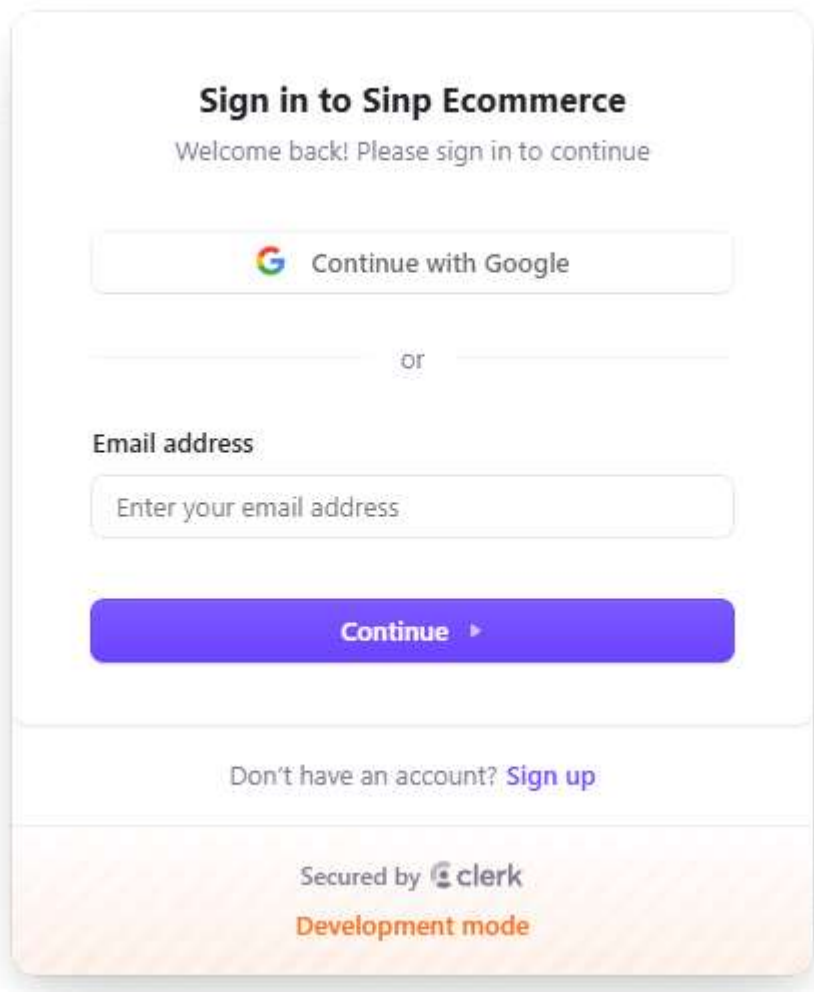 Sign in to Sinp Ecommerce
Welcome back! Please sign in to continue
Continue with Google
or
Email address
Enter your email address
Continue
Don't have an account? Sign up
Secured by clerk
Development mode